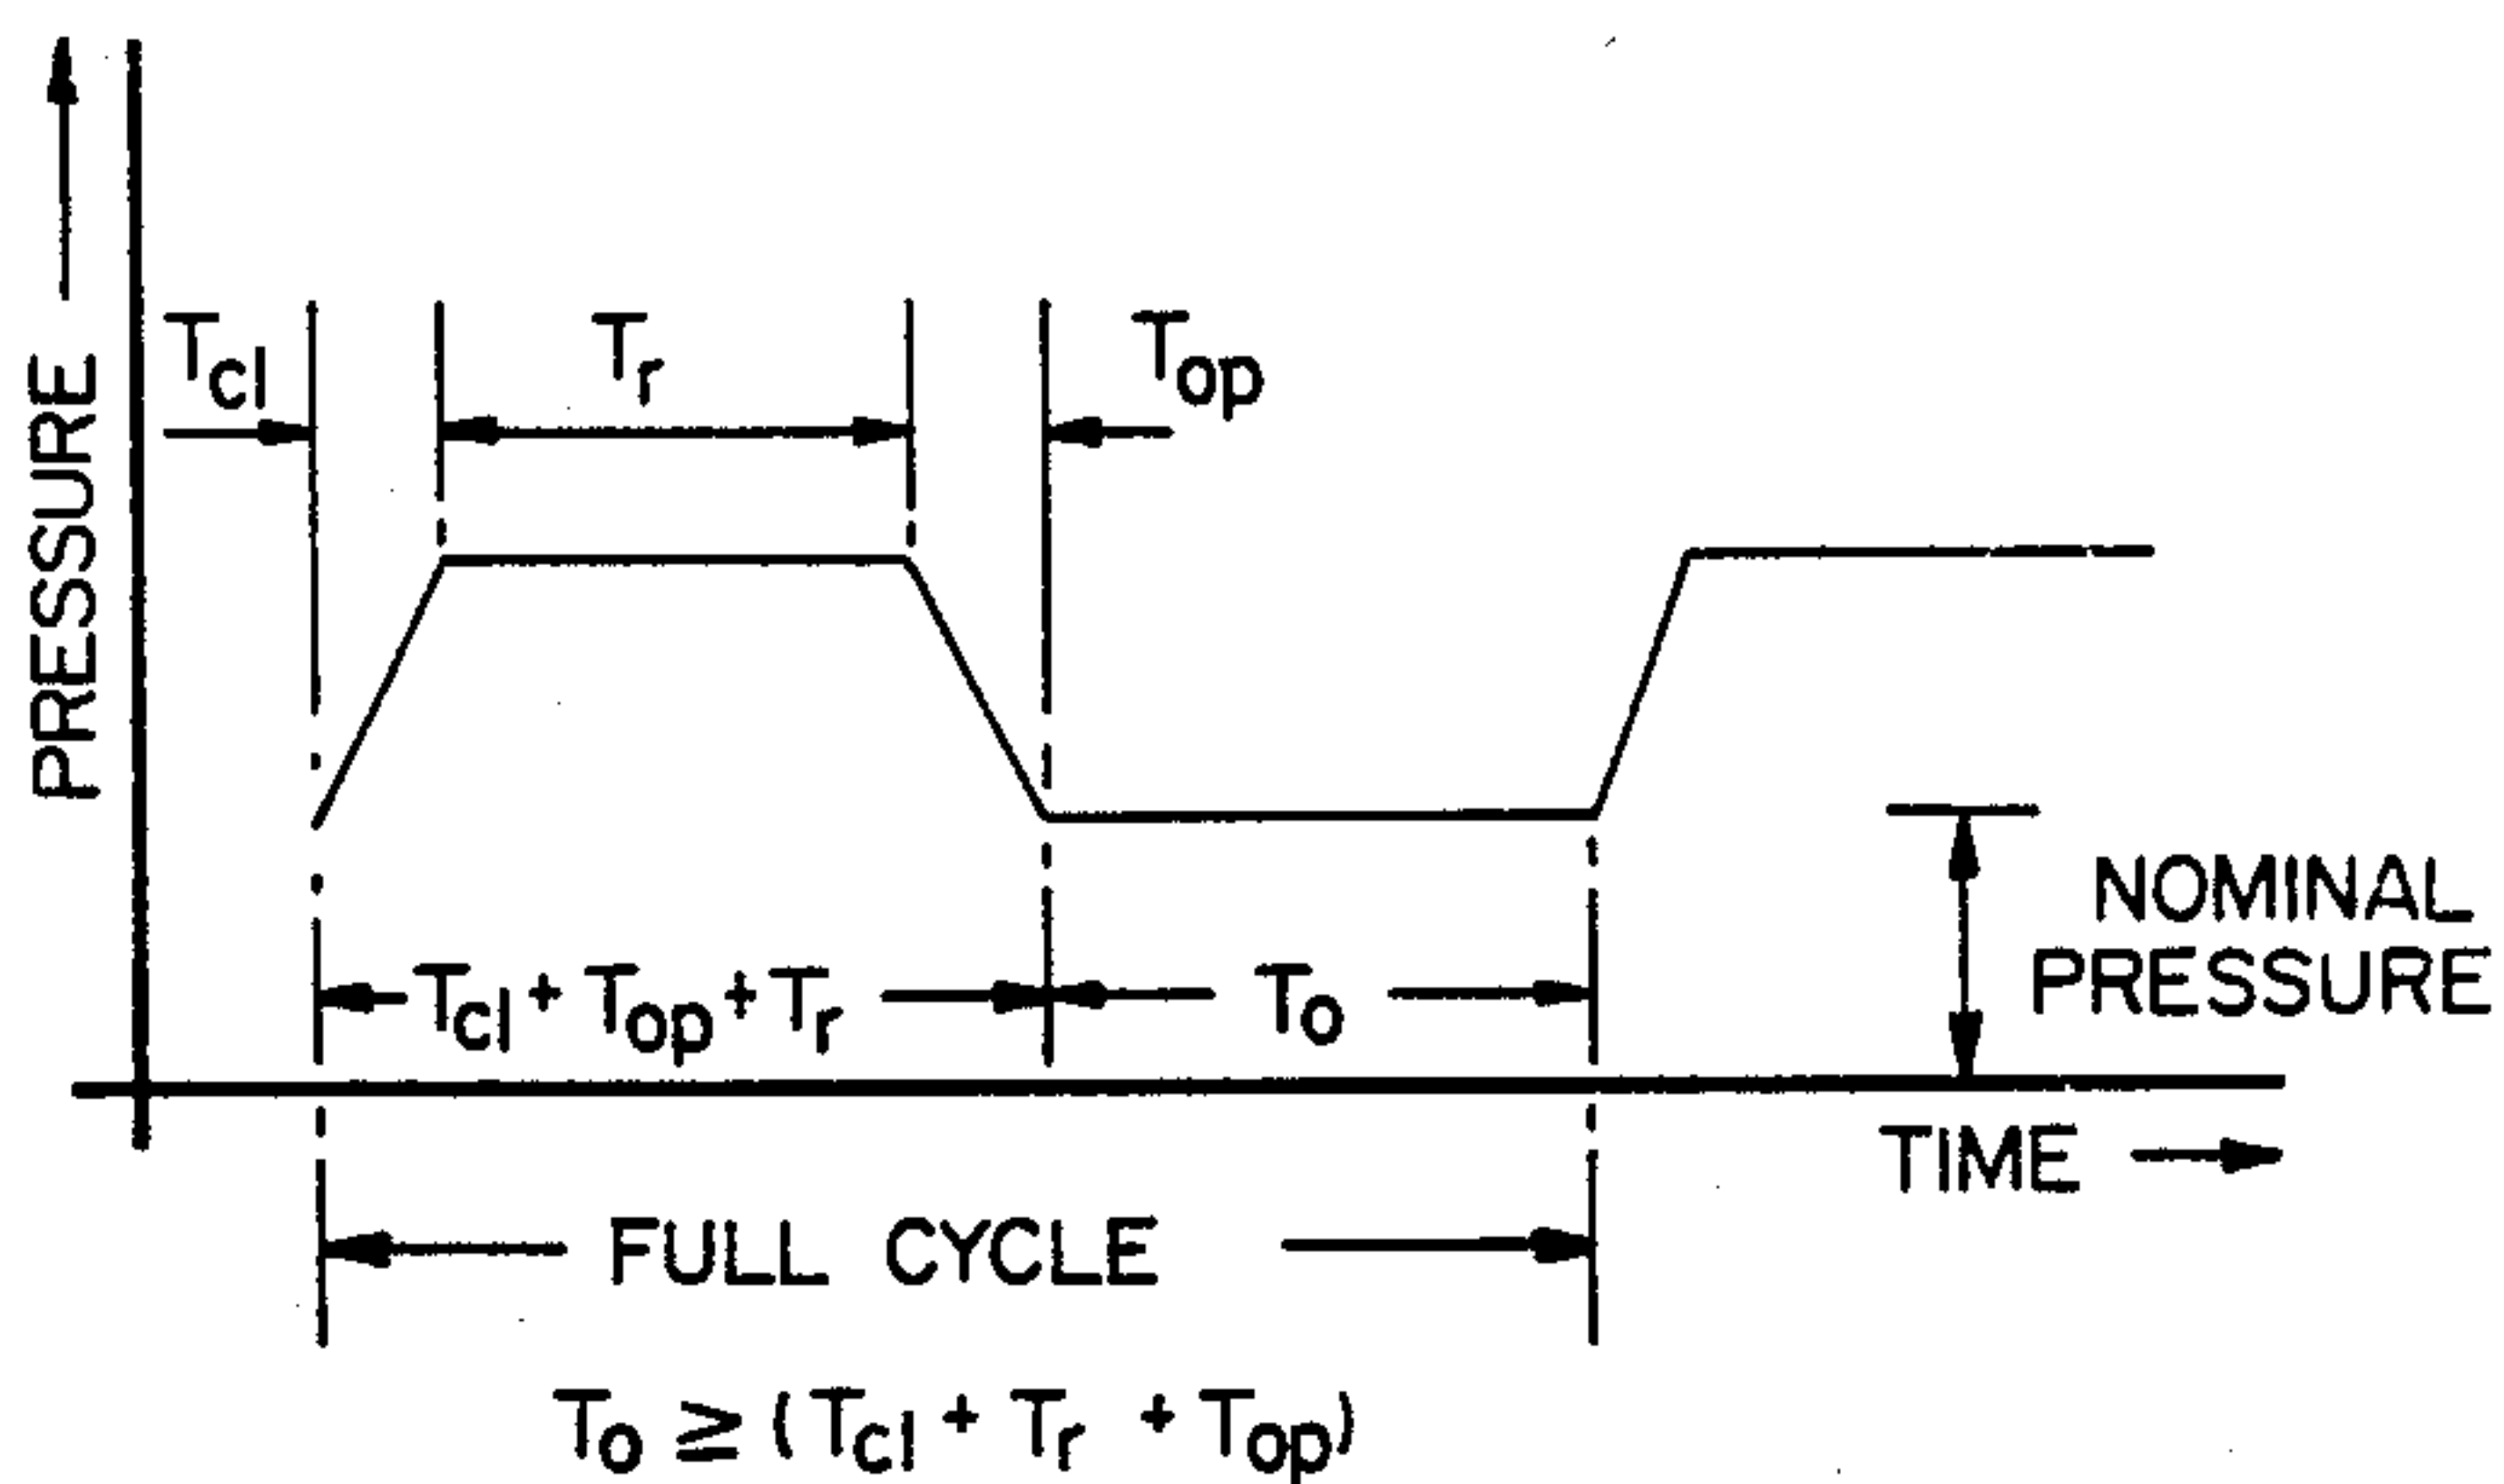 PRESSURE
Tcl
Tr
Top
Tcl + Top + Tr
To
NOMINAL
PRESSURE
TIME
FULL CYCLE
To ≥ (Tcl + Tr + Top)